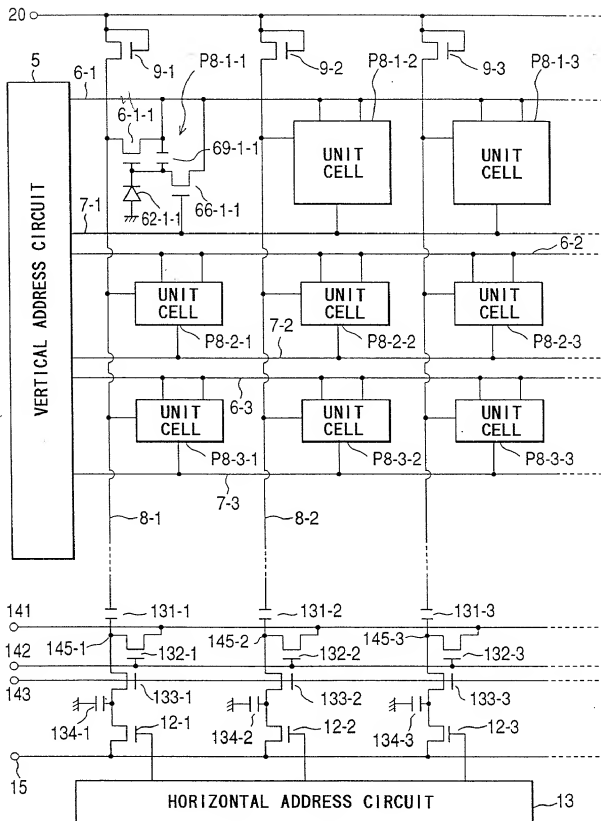 20
5
9-1
P8-1-1
9-2
P8-1-2
9-3
P8-1-3
6-1
6-1-1
69-1-1
UNIT
CELL
UNIT
CELL
7-1
62-1-1
66-1-1
6-2
UNIT
CELL
UNIT
CELL
UNIT
CELL
P8-2-1
7-2
P8-2-2
P8-2-3
6-3
UNIT
CELL
UNIT
CELL
UNIT
CELL
P8-3-1
P8-3-2
P8-3-3
7-3
VERTICAL ADDRESS CIRCUIT
8-1
8-2
141
131-1
131-2
131-3
142
145-1
132-1
145-2
132-2
145-3
132-3
143
133-1
133-2
133-3
134-1
12-1
134-2
12-2
134-3
12-3
15
HORIZONTAL ADDRESS CIRCUIT
13